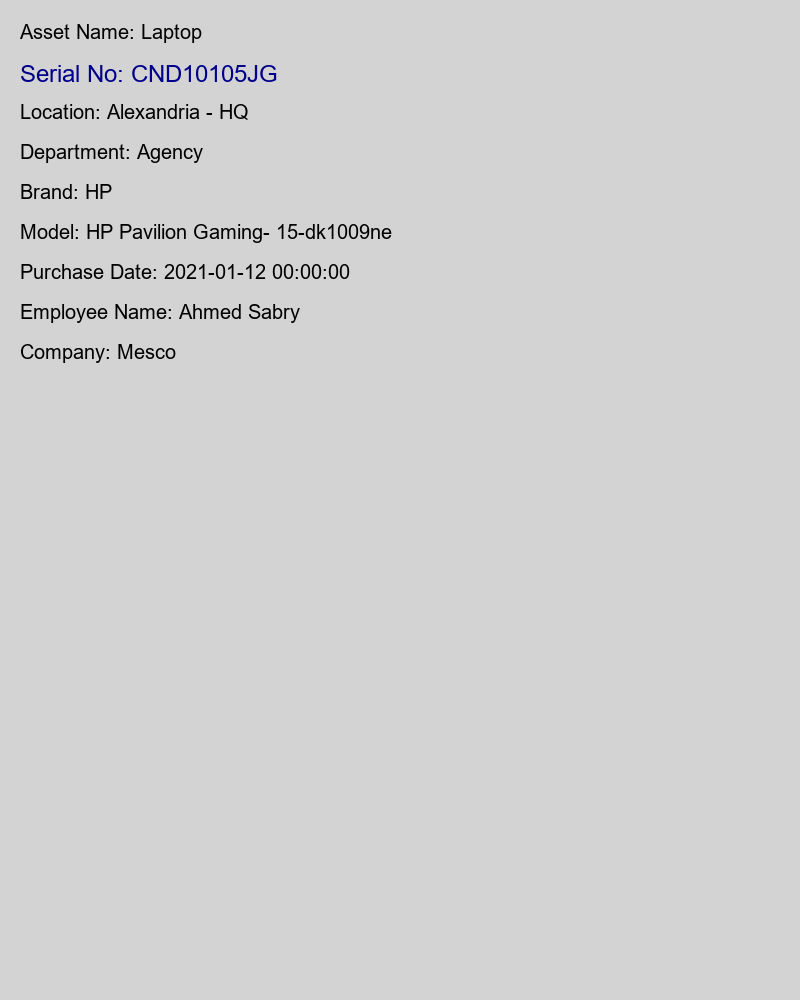 Asset Name: Laptop
Serial No: CND10105JG
Location: Alexandria - HQ
Department: Agency
Brand: HP
Model: HP Pavilion Gaming- 15-dk1009ne
Purchase Date: 2021-01-12 00:00:00
Employee Name: Ahmed Sabry
Company: Mesco